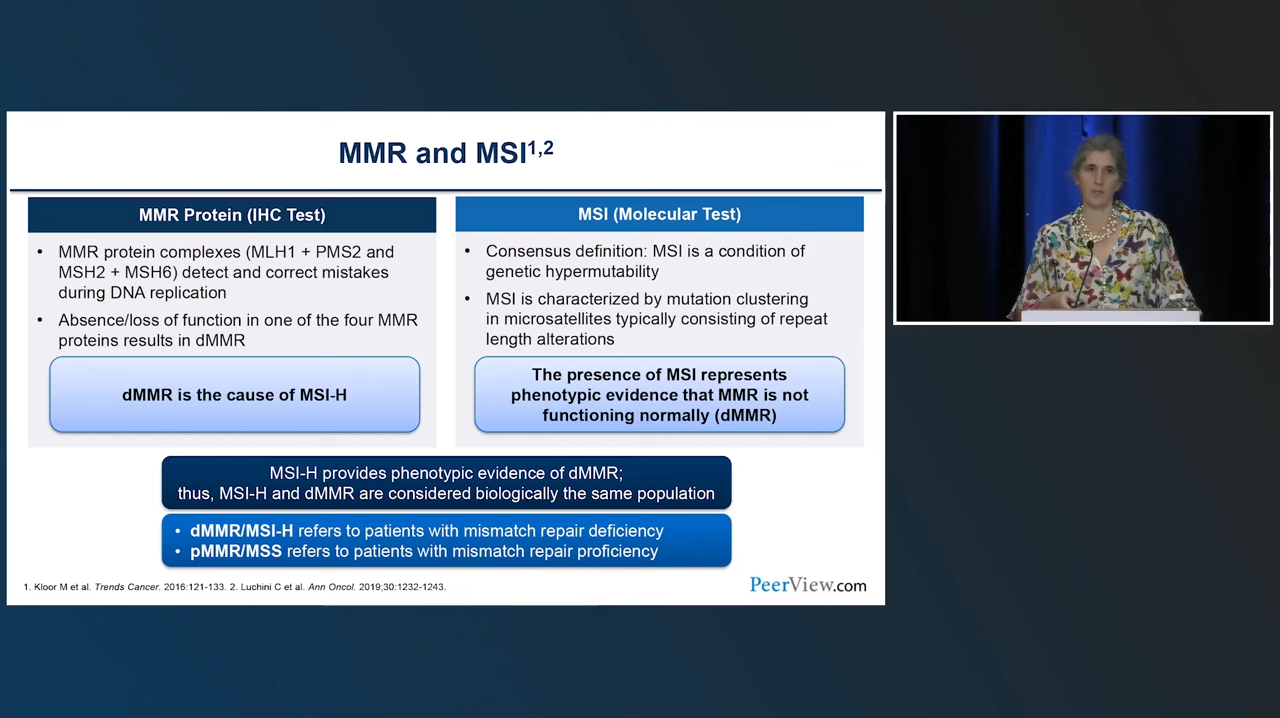 MMR and MSI1,2
MMR Protein (IHC Test)
• MMR protein complexes (MLH1 + PMS2 and
MSH2 + MSH6) detect and correct mistakes
during DNA replication
• Absence/loss of function in one of the four MMR
proteins results in dMMR
dMMR is the cause of MSI-H
MSI (Molecular Test)
• Consensus definition: MSI is a condition of
genetic hypermutability
• MSI is characterized by mutation clustering
in microsatellites typically consisting of repeat
length alterations
The presence of MSI represents
phenotypic evidence that MMR is not
functioning normally (dMMR)
MSI-H provides phenotypic evidence of dMMR;
thus, MSI-H and dMMR are considered biologically the same population
• dMMR/MSI-H refers to patients with mismatch repair deficiency
• pMMR/MSS refers to patients with mismatch repair proficiency
1. Kloor M et al. Trends Cancer. 2016:121-133. 2. Luchini C et al. Ann Oncol. 2019;30:1232-1243.
PeerView.com